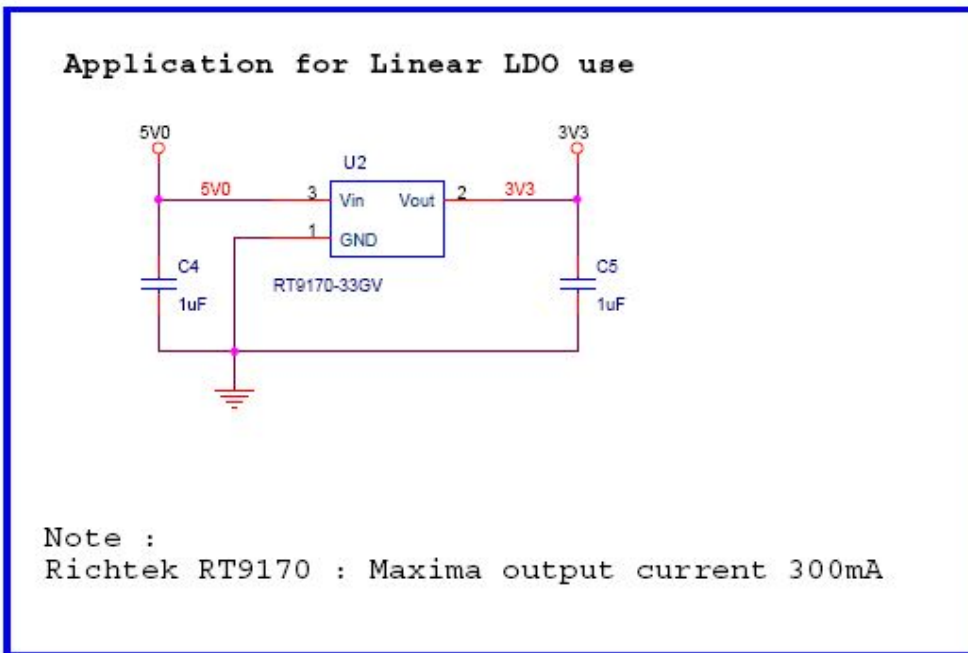 Application for Linear LDO use
5V0
3V3
U2
5V0
3
Vin
Vout
2
3V3
1
GND
C4
1uF
RT9170-33GV
C5
1uF
Note :
Richtek RT9170 : Maxima output current 300mA